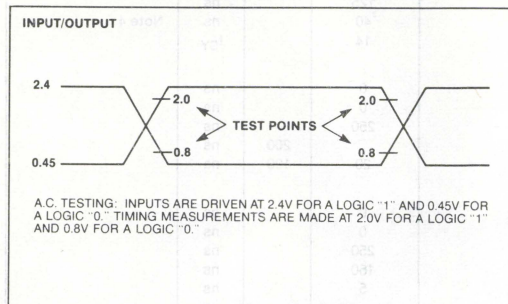 INPUT/OUTPUT
2.4
2.0
2.0
TEST POINTS
0.8
0.8
0.45
A.C. TESTING: INPUTS ARE DRIVEN AT 2.4V FOR A LOGIC "1" AND 0.45V FOR
A LOGIC "0." TIMING MEASUREMENTS ARE MADE AT 2.0V FOR A LOGIC "1"
AND 0.8V FOR A LOGIC "0."